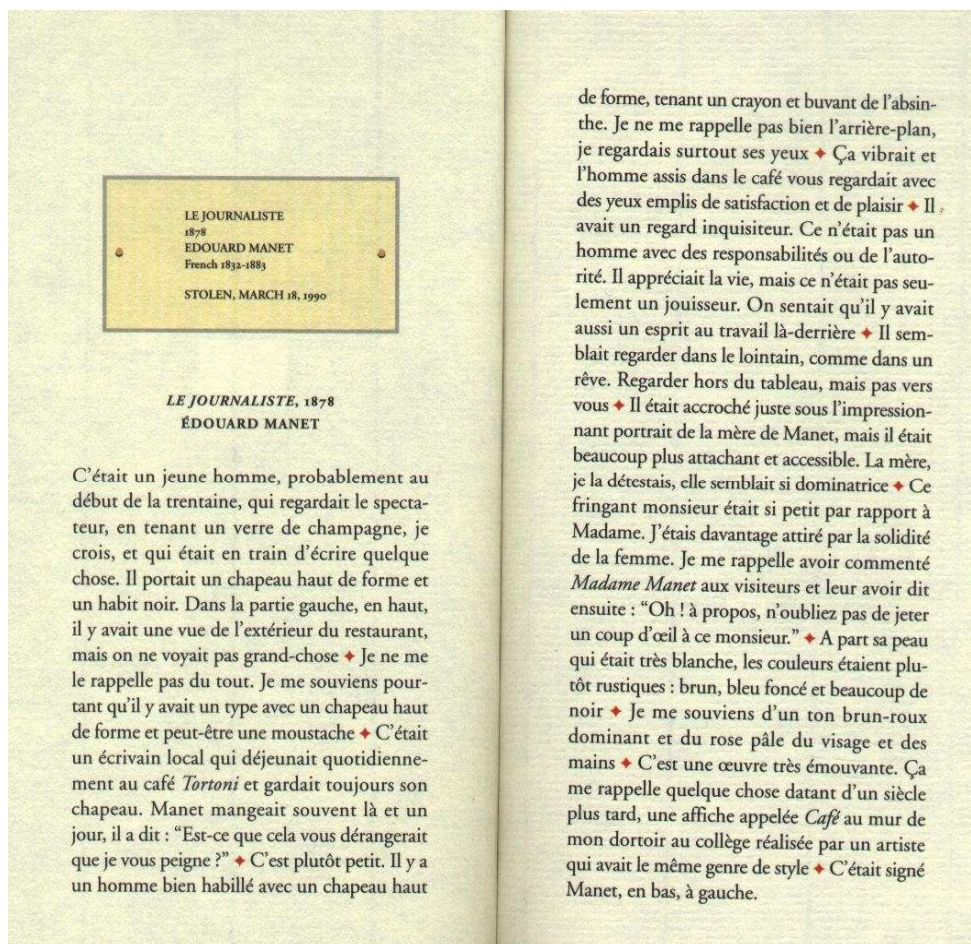 LE JOURNALISTE
1878
EDOUARD MANET
French 1832-1883
STOLEN, MARCH 18, 1990
LE JOURNALISTE, 1878
ÉDOUARD MANET
C'était un jeune homme, probablement au
début de la trentaine, qui regardait le specta-
teur, en tenant un verre de champagne, je
crois, et qui était en train d'écrire quelque
chose. Il portait un chapeau haut de forme et
un habit noir. Dans la partie gauche, en haut,
il y avait une vue de l'extérieur du restaurant,
mais on ne voyait pas grand-chose ✦ Je ne me
le rappelle pas du tout. Je me souviens pour-
tant qu'il y avait un type avec un chapeau haut
de forme et peut-être une moustache ✦ C'était
un écrivain local qui déjeunait quotidienne-
ment au café Tortoni et gardait toujours son
chapeau. Manet mangeait souvent là et un
jour, il a dit : “Est-ce que cela vous dérangerait
que je vous peigne ?” ✦ C'est plutôt petit. Il y a
un homme bien habillé avec un chapeau haut
de forme, tenant un crayon et buvant de l'absin-
the. Je ne me rappelle pas bien l'arrière-plan,
je regardais surtout ses yeux ✦ Ça vibrait et
l'homme assis dans le café vous regardait avec
des yeux emplis de satisfaction et de plaisir ✦ Il
avait un regard inquisiteur. Ce n'était pas un
homme avec des responsabilités ou de l'auto-
rité. Il appréciait la vie, mais ce n'était pas seu-
lement un jouisseur. On sentait qu'il y avait
aussi un esprit au travail là-derrière ✦ Il sem-
blait regarder dans le lointain, comme dans un
rêve. Regarder hors du tableau, mais pas vers
vous ✦ Il était accroché juste sous l'impression-
nant portrait de la mère de Manet, mais il était
beaucoup plus attachant et accessible. La mère,
je la détestais, elle semblait si dominatrice ✦ Ce
fringant monsieur était si petit par rapport à
Madame. J'étais davantage attiré par la solidité
de la femme. Je me rappelle avoir commenté
Madame Manet aux visiteurs et leur avoir dit
ensuite : “Oh ! à propos, n'oubliez pas de jeter
un coup d'œil à ce monsieur.” ✦ A part sa peau
qui était très blanche, les couleurs étaient plu-
tôt rustiques : brun, bleu foncé et beaucoup de
noir ✦ Je me souviens d'un ton brun-roux
dominant et du rose pâle du visage et des
mains ✦ C'est une œuvre très émouvante. Ça
me rappelle quelque chose datant d'un siècle
plus tard, une affiche appelée Café au mur de
mon dortoir au collège réalisée par un artiste
qui avait le même genre de style ✦ C'était signé
Manet, en bas, à gauche.